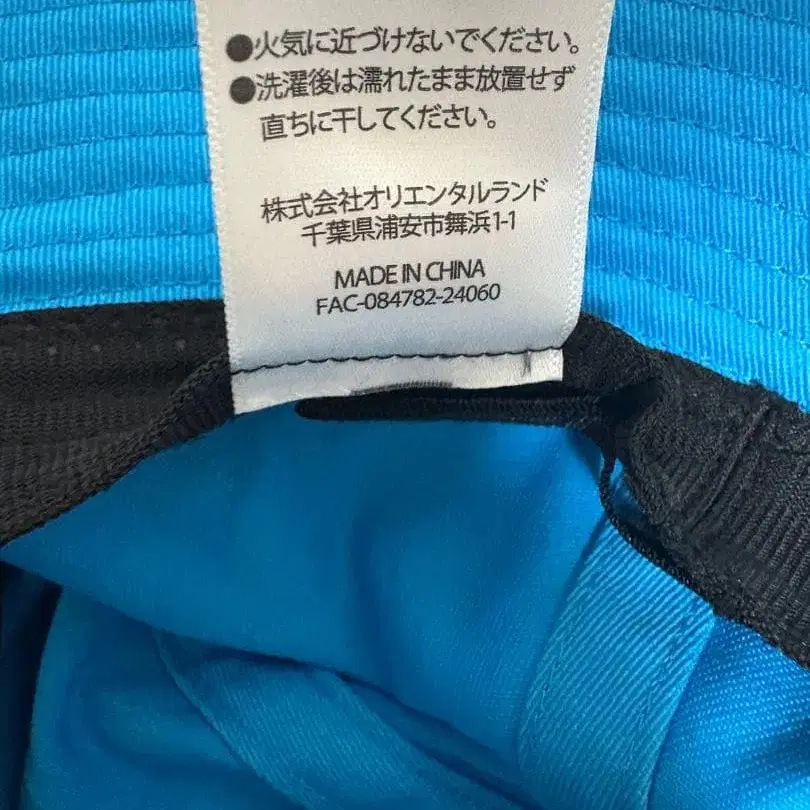 ●火気に近づけないでください。
●洗濯後は濡れたまま放置せず
直ちに干してください。
株式会社オリエンタルランド
千葉県浦安市舞浜1-1
MADE IN CHINA
FAC-084782-24060